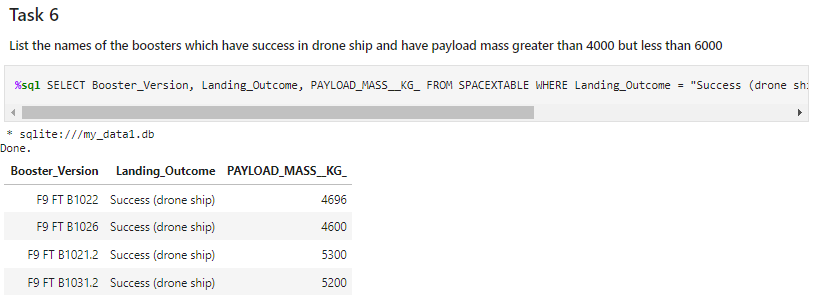 Task 6
List the names of the boosters which have success in drone ship and have payload mass greater than 4000 but less than 6000
%sql SELECT Booster_Version, Landing_Outcome, PAYLOAD_MASS__KG_ FROM SPACEXTABLE WHERE Landing_Outcome = "Success (drone shi
* sqlite:///my_data1.db
Done.
Booster_Version Landing_Outcome PAYLOAD_MASS__KG_
F9 FT B1022 Success (drone ship) 4696
F9 FT B1026 Success (drone ship) 4600
F9 FT B1021.2 Success (drone ship) 5300
F9 FT B1031.2 Success (drone ship) 5200